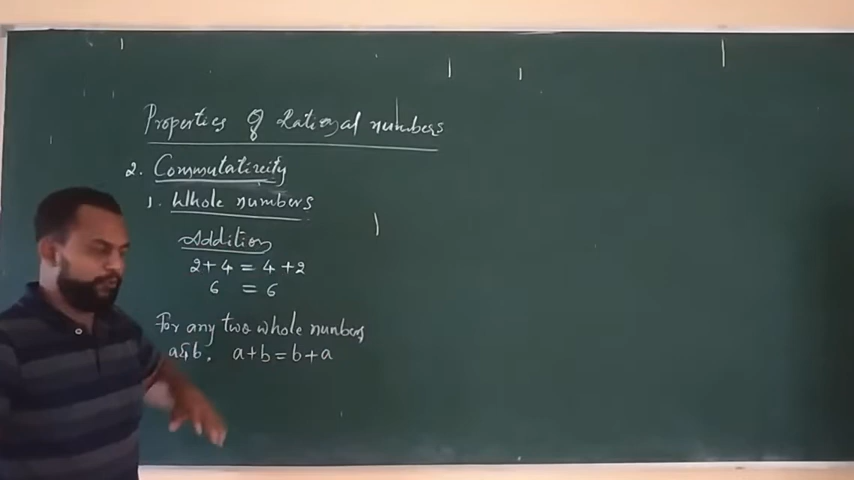 Properties of Rational numbers
2. Commutativity
1. Whole numbers
Addition
2+4 = 4+2
6 = 6
For any two whole numbers
a & b, a+b = b+a